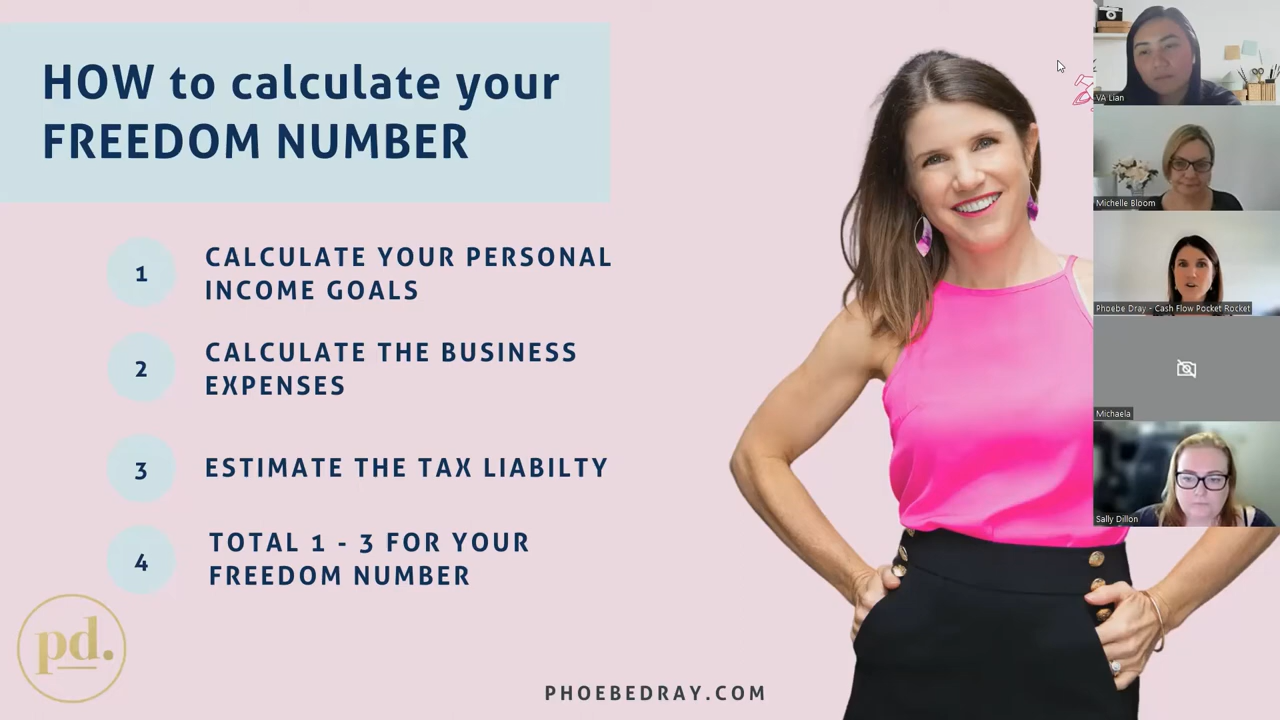 HOW to calculate your
FREEDOM NUMBER
1
CALCULATE YOUR PERSONAL
INCOME GOALS
2
CALCULATE THE BUSINESS
EXPENSES
3
ESTIMATE THE TAX LIABILTY
4
TOTAL 1 - 3 FOR YOUR
FREEDOM NUMBER
pd.
PHOEBEDRAY.COM
VA Lian
Michelle Bloom
Phoebe Dray - Cash Flow Pocket Rocket
Michaela
Sally Dillon